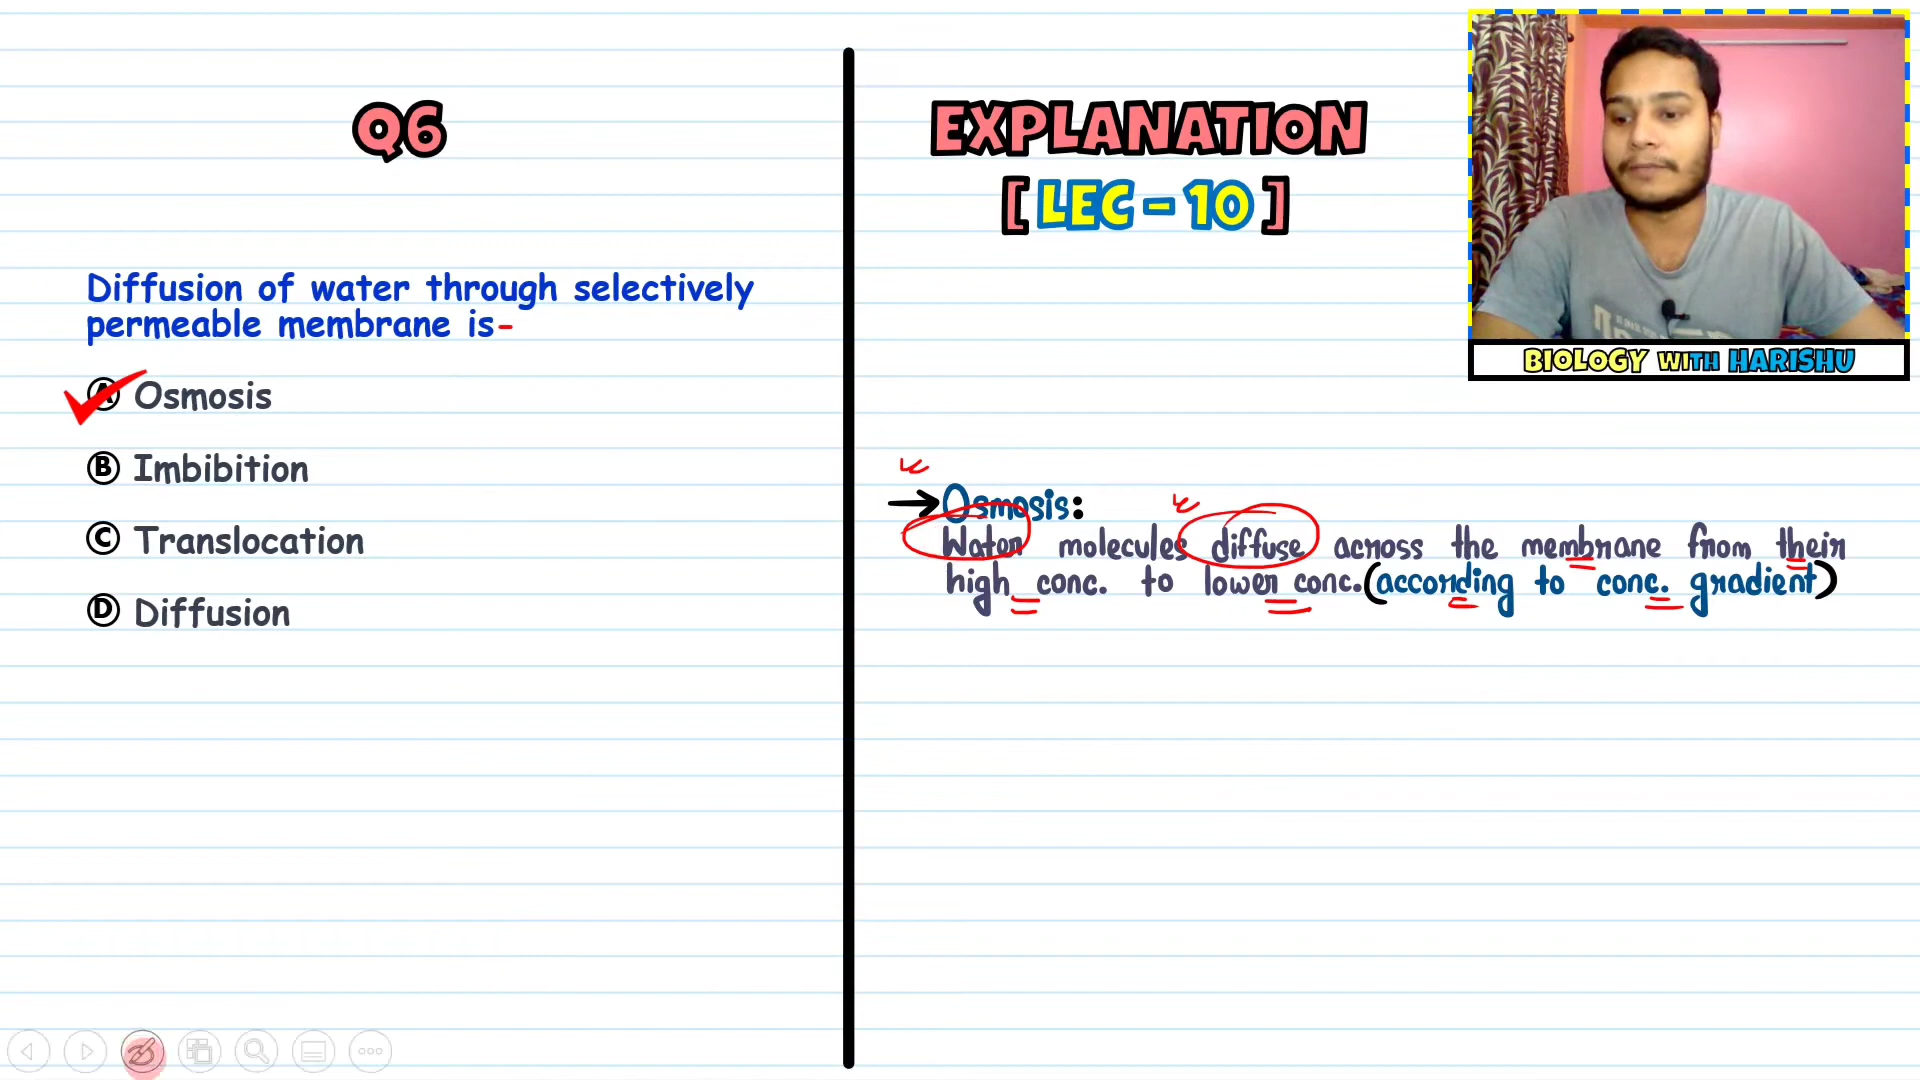 Q6
Diffusion of water through selectively
permeable membrane is-
A Osmosis
B Imbibition
C Translocation
D Diffusion
EXPLANATION
[ LEC - 10 ]
BIOLOGY WITH HARISHU
→Osmosis:
Water molecules diffuse across the membrane from their
high conc. to lower conc.(according to conc. gradient)